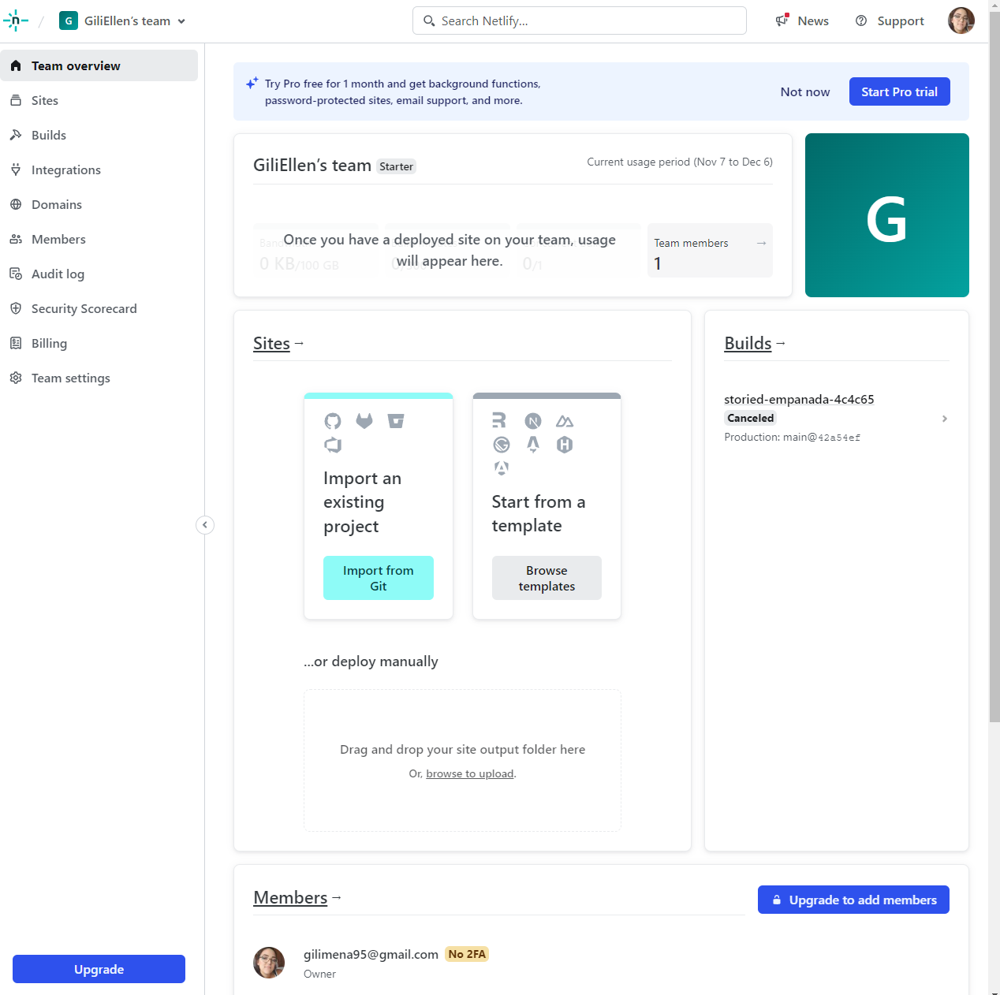 G GiliEllen's team
Search Netlify...
News
Support
Team overview
Sites
Builds
Integrations
Domains
Members
Audit log
Security Scorecard
Billing
Team settings
Upgrade
Try Pro free for 1 month and get background functions,
password-protected sites, email support, and more.
Not now
Start Pro trial
GiliEllen's team Starter
Current usage period (Nov 7 to Dec 6)
Once you have a deployed site on your team, usage
will appear here.
0 KB/100 GB
0/1
Team members →
1
G
Sites →
Import an
existing
project
Import from
Git
Start from a
template
Browse
templates
...or deploy manually
Drag and drop your site output folder here
Or, browse to upload.
Builds →
storied-empanada-4c4c65
Canceled
Production: main@42a54ef
Members →
Upgrade to add members
gilimena95@gmail.com No 2FA
Owner